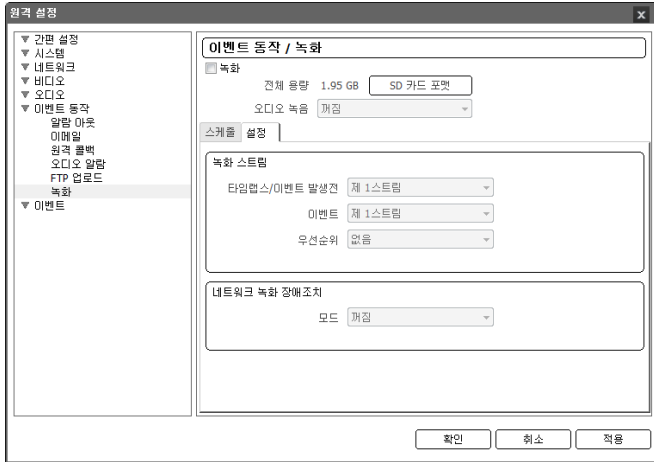 원격 설정
간편 설정
시스템
네트워크
비디오
오디오
이벤트 동작
알람 아웃
이메일
원격 콜백
오디오 알람
FTP 업로드
녹화
이벤트
이벤트 동작 / 녹화
녹화
전체 용량 1.95 GB SD 카드 포맷
오디오 녹음 꺼짐
스케줄 설정
녹화 스트림
타임랩스/이벤트 발생전 제 1스트림
이벤트 제 1스트림
우선순위 없음
네트워크 녹화 장애조치
모드 꺼짐
확인 취소 적용